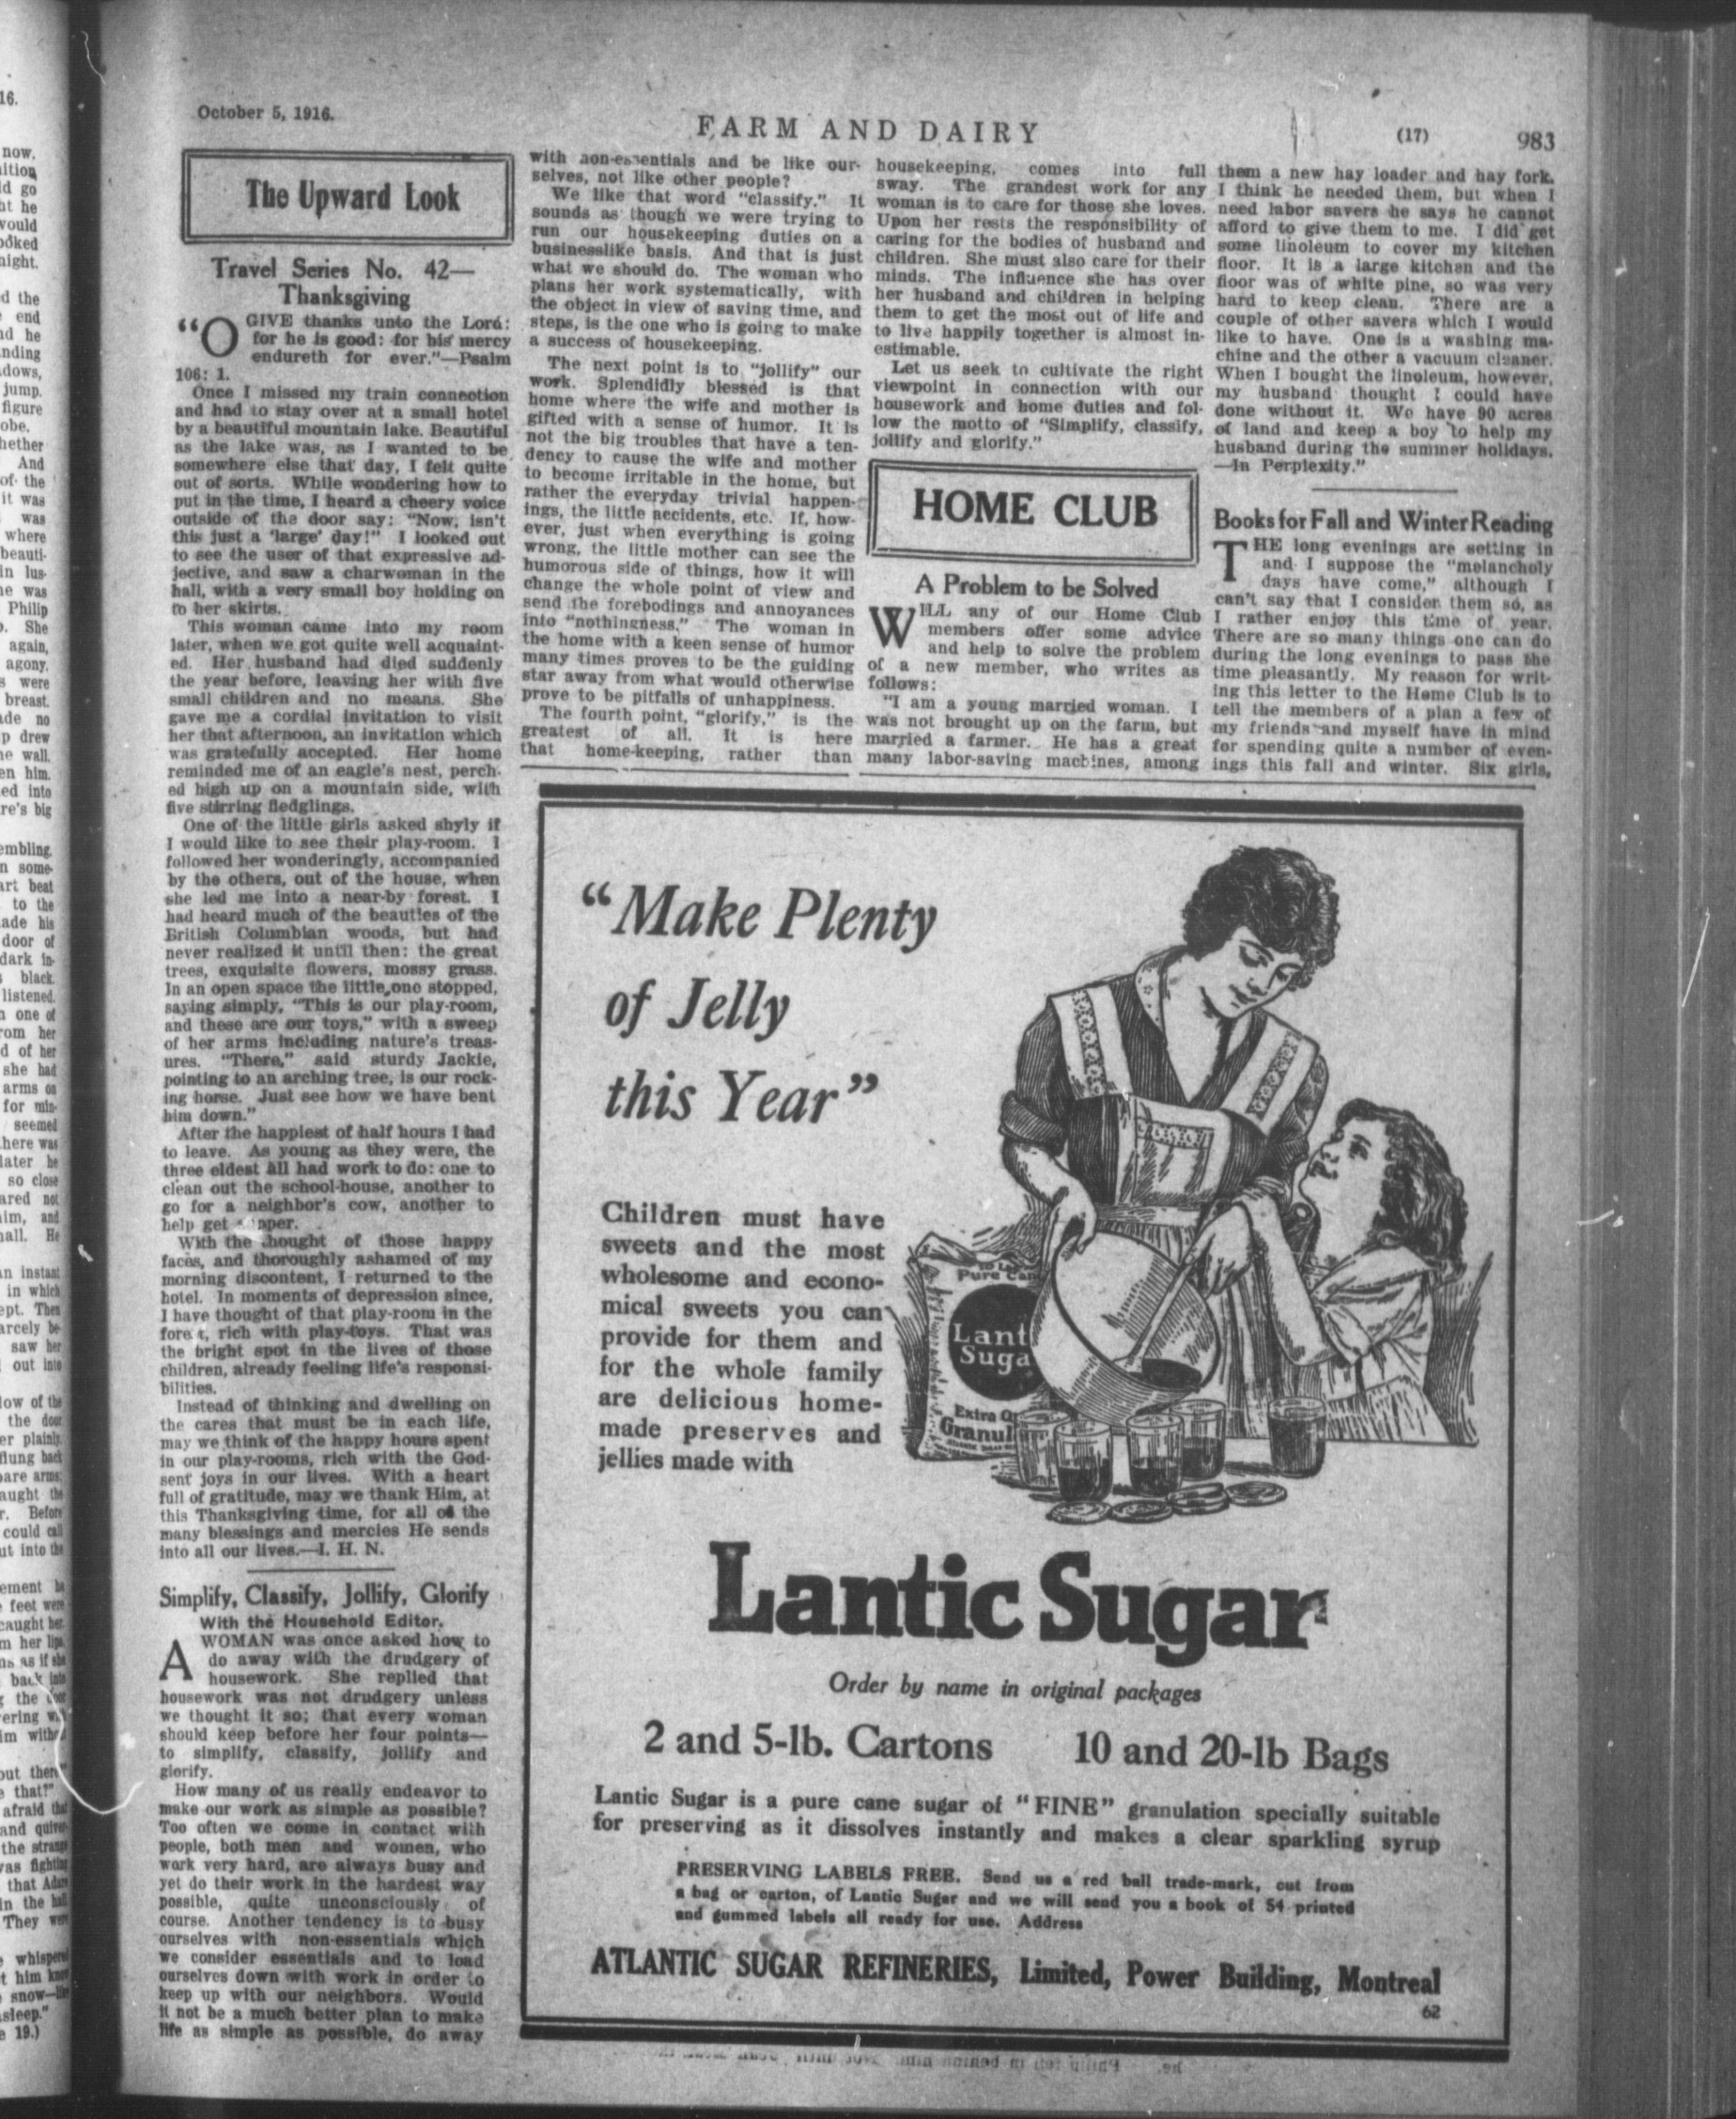 October 5, 1916.
FARM AND DAIRY
(17)
983
The Upward Look
Travel Series No. 42—
Thanksgiving
"O GIVE thanks unto the Lord:
for he is good: for his mercy
endureth for ever."—Psalm
106: 1.
Once I missed my train connection
and had to stay over at a small hotel
by a beautiful mountain lake. Beautiful
as the lake was, as I wanted to be
somewhere else that day, I felt quite
out of sorts. While wondering how to
put in the time, I heard a cheery voice
outside of the door say: "Now, isn't
this just a 'large' day!" I looked out
to see the user of that expressive ad-
jective, and saw a charwoman in the
hall, with a very small boy holding on
to her skirts.
This woman came into my room
later, when we got quite well acquaint-
ed. Her husband had died suddenly
the year before, leaving her with five
small children and no means. She
gave me a cordial invitation to visit
her that afternoon, an invitation which
was gratefully accepted. Her home
reminded me of an eagle's nest, perch-
ed high up on a mountain side, with
five stirring fledglings.
One of the little girls asked shyly if
I would like to see their play-room. I
followed her wonderingly, accompanied
by the others, out of the house, when
she led me into a near-by forest. I
had heard much of the beauties of the
British Columbian woods, but had
never realized it until then: the great
trees, exquisite flowers, mossy grass.
In an open space the little one stopped,
saying simply, "This is our play-room,
and these are our toys," with a sweep
of her arms including nature's treas-
ures. "There," said sturdy Jackie,
pointing to an arching tree, is our rock-
ing horse. Just see how we have bent
him down."
After the happiest of half hours I had
to leave. As young as they were, the
three eldest all had work to do: one to
clean out the school-house, another to
go for a neighbor's cow, another to
help get
With the thought of those happy
faces, and thoroughly ashamed of my
morning discontent, I returned to the
hotel. In moments of depression since,
I have thought of that play-room in the
forest, rich with play-toys. That was
the bright spot in the lives of those
children, already feeling life's responsi-
bilities.
Instead of thinking and dwelling on
the cares that must be in each life,
may we think of the happy hours spent
in our play-rooms, rich with the God-
sent joys in our lives. With a heart
full of gratitude, may we thank Him, at
this Thanksgiving time, for all of the
many blessings and mercies He sends
into all our lives.—I. H. N.
Simplify, Classify, Jollify, Glorify
With the Household Editor.
A WOMAN was once asked how to
do away with the drudgery of
housework. She replied that
housework was not drudgery unless
we thought it so; that every woman
should keep before her four points—
to simplify, classify, jollify and
glorify.
How many of us really endeavor to
make our work as simple as possible?
Too often we come in contact with
people, both men and women, who
work very hard, are always busy and
yet do their work in the hardest way
possible, quite unconsciously of
course. Another tendency is to busy
ourselves with non-essentials which
we consider essentials and to load
ourselves down with work in order to
keep up with our neighbors. Would
it not be a much better plan to make
life as simple as possible, do away
with non-essentials and be like our-
selves, not like other people?
We like that word "classify." It
sounds as though we were trying to
run our housekeeping duties on a
businesslike basis. And that is just
what we should do. The woman who
plans her work systematically, with
the object in view of saving time, and
steps, is the one who is going to make
a success of housekeeping.
The next point is to "jollify" our
work. Splendidly blessed is that
home where the wife and mother is
gifted with a sense of humor. It is
not the big troubles that have a ten-
dency to cause the wife and mother
to become irritable in the home, but
rather the everyday trivial happen-
ings, the little accidents, etc. If, how-
ever, just when everything is going
wrong, the little mother can see the
humorous side of things, how it will
change the whole point of view and
send the forebodings and annoyances
into "nothingness." The woman in
the home with a keen sense of humor
many times proves to be the guiding
star away from what would otherwise
prove to be pitfalls of unhappiness.
The fourth point, "glorify," is the
greatest of all. It is here
that home-keeping, rather than
housekeeping, comes into full
sway. The grandest work for any
woman is to care for those she loves.
Upon her rests the responsibility of
caring for the bodies of husband and
children. She must also care for their
minds. The influence she has over
her husband and children in helping
them to get the most out of life and
to live happily together is almost in-
estimable.
Let us seek to cultivate the right
viewpoint in connection with our
housework and home duties and fol-
low the motto of "Simplify, classify,
jollify and glorify."
HOME CLUB
A Problem to be Solved
WILL any of our Home Club
members offer some advice
and help to solve the problem
of a new member, who writes as
follows:
"I am a young married woman. I
was not brought up on the farm, but
married a farmer. He has a great
many labor-saving machines, among
them a new hay loader and hay fork.
I think he needed them, but when I
need labor savers he says he cannot
afford to give them to me. I did get
some linoleum to cover my kitchen
floor. It is a large kitchen and the
floor was of white pine, so was very
hard to keep clean. There are a
couple of other savers which I would
like to have. One is a washing ma-
chine and the other a vacuum cleaner.
When I bought the linoleum, however,
my husband thought I could have
done without it. We have 90 acres
of land and keep a boy to help my
husband during the summer holidays.
—In Perplexity."
Books for Fall and Winter Reading
THE long evenings are setting in
and I suppose the "melancholy
days have come," although I
can't say that I consider them so, as
I rather enjoy this time of year.
There are so many things one can do
during the long evenings to pass the
time pleasantly. My reason for writ-
ing this letter to the Home Club is to
tell the members of a plan a few of
my friends and myself have in mind
for spending quite a number of even-
ings this fall and winter. Six girls,
"Make Plenty
of Jelly
this Year"
Children must have
sweets and the most
wholesome and econo-
mical sweets you can
provide for them and
for the whole family
are delicious home-
made preserves and
jellies made with
Pure Can
Lant
Suga
Extra
Granul
Lantic Sugar
Order by name in original packages
2 and 5-lb. Cartons 10 and 20-lb Bags
Lantic Sugar is a pure cane sugar of "FINE" granulation specially suitable
for preserving as it dissolves instantly and makes a clear sparkling syrup
PRESERVING LABELS FREE. Send us a red ball trade-mark, cut from
a bag or carton, of Lantic Sugar and we will send you a book of 54 printed
and gummed labels all ready for use. Address
ATLANTIC SUGAR REFINERIES, Limited, Power Building, Montreal
62